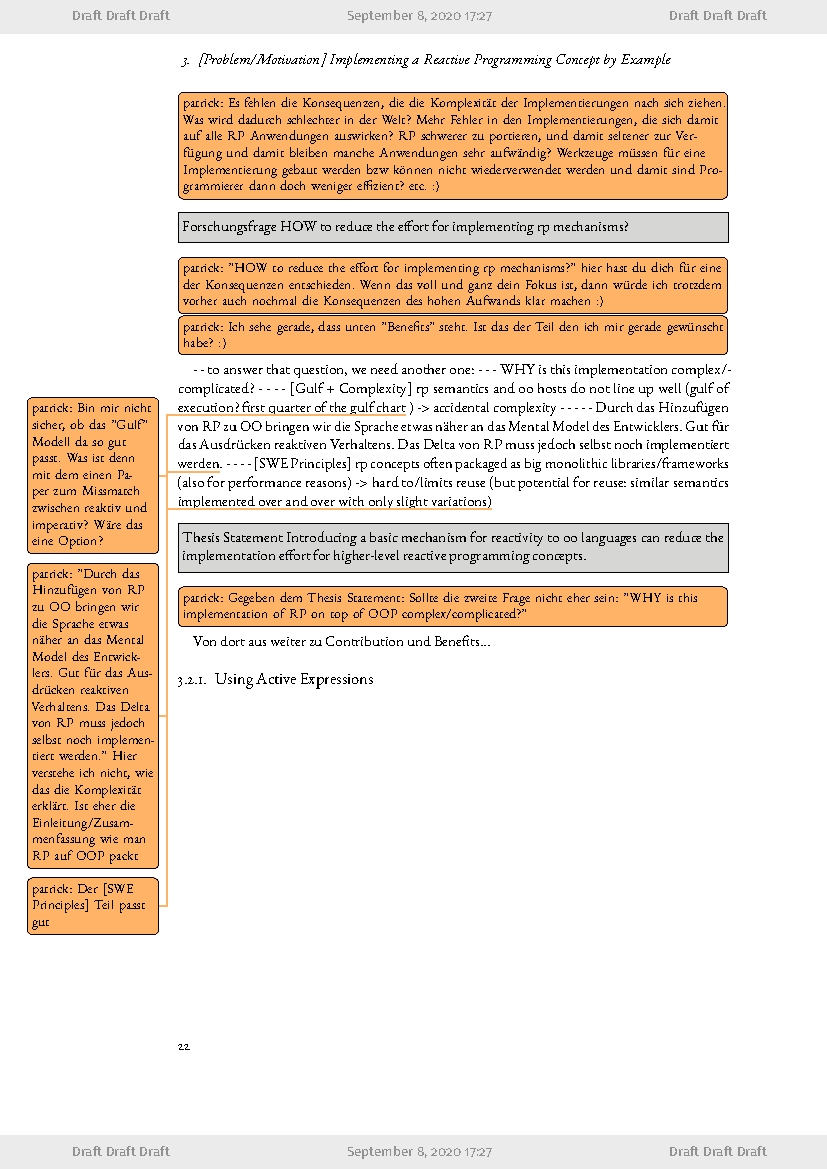 Draft Draft Draft September 8, 2020 17:27 Draft Draft Draft
3. [Problem/Motivation] Implementing a Reactive Programming Concept by Example
patrick: Es fehlen die Konsequenzen, die die Komplexität der Implementierungen nach sich ziehen.
Was wird dadurch schlechter in der Welt? Mehr Fehler in den Implementierungen, die sich damit
auf alle RP Anwendungen auswirken? RP schwerer zu portieren, und damit seltener zur Ver-
fügung und damit bleiben manche Anwendungen sehr aufwändig? Werkzeuge müssen für eine
Implementierung gebaut werden bzw können nicht wiederverwendet werden und damit sind Pro-
grammierer dann doch weniger effizient? etc. :)
Forschungsfrage HOW to reduce the effort for implementing rp mechanisms?
patrick: "HOW to reduce the effort for implementing rp mechanisms?" hier hast du dich für eine
der Konsequenzen entschieden. Wenn das voll und ganz dein Fokus ist, dann würde ich trotzdem
vorher auch nochmal die Konsequenzen des hohen Aufwands klar machen :)
patrick: Ich sehe gerade, dass unten "Benefits" steht. Ist das der Teil den ich mir gerade gewünscht
habe? :)
- - to answer that question, we need another one: - - - WHY is this implementation complex/-
complicated? - - - - [Gulf + Complexity] rp semantics and oo hosts do not line up well (gulf of
execution? first quarter of the gulf chart ) -> accidental complexity - - - - - Durch das Hinzufügen
von RP zu OO bringen wir die Sprache etwas näher an das Mental Model des Entwicklers. Gut für
das Ausdrücken reaktiven Verhaltens. Das Delta von RP muss jedoch selbst noch implementiert
werden. - - - - [SWE Principles] rp concepts often packaged as big monolithic libraries/frameworks
(also for performance reasons) -> hard to/limits reuse (but potential for reuse: similar semantics
implemented over and over with only slight variations)
patrick: Bin mir nicht
sicher, ob das "Gulf"
Modell da so gut
passt. Was ist denn
mit dem einen Pa-
per zum Missmatch
zwischen reaktiv und
imperativ? Wäre das
eine Option?
patrick: "Durch das
Hinzufügen von RP
zu OO bringen wir
die Sprache etwas
näher an das Mental
Model des Entwick-
lers. Gut für das Aus-
drücken reaktiven
Verhaltens. Das Delta
von RP muss jedoch
selbst noch implemen-
tiert werden." Hier
verstehe ich nicht, wie
das die Komplexität
erklärt. Ist eher die
Einleitung/Zusam-
menfassung wie man
RP auf OOP packt
patrick: Der [SWE
Principles] Teil passt
gut
Thesis Statement Introducing a basic mechanism for reactivity to oo languages can reduce the
implementation effort for higher-level reactive programming concepts.
patrick: Gegeben dem Thesis Statement: Sollte die zweite Frage nicht eher sein: "WHY is this
implementation of RP on top of OOP complex/complicated?"
Von dort aus weiter zu Contribution und Benefits...
3.2.1. Using Active Expressions
22
Draft Draft Draft September 8, 2020 17:27 Draft Draft Draft